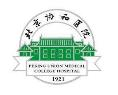 北京协和医院
PEKING UNION MEDICAL
COLLEGE HOSPITAL
1921